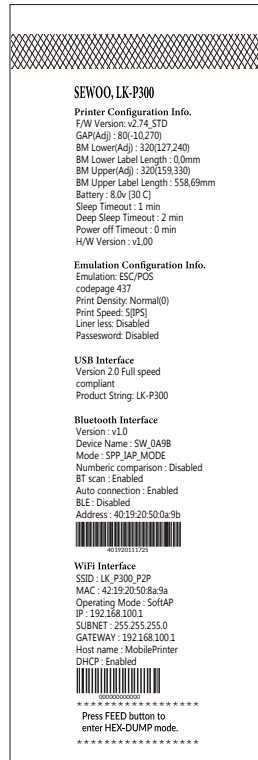 SEWOO, LK-P300
Printer Configuration Info.
F/W Version: v2.74_STD
GAP(Adj) : 80(-10,270)
BM Lower(Adj) : 320(127,240)
BM Lower Label Length : 0,0mm
BM Upper(Adj) : 320(159,330)
BM Upper Label Length : 558,69mm
Battery : 8.0v [30 C]
Sleep Timeout : 1 min
Deep Sleep Timeout : 2 min
Power off Timeout : 0 min
H/W Version : v1,00
Emulation Configuration Info.
Emulation: ESC/POS
codepage 437
Print Density: Normal(0)
Print Speed: 5[IPS]
Liner less: Disabled
Passesword: Disabled
USB Interface
Version 2.0 Full speed
compliant
Product String: LK-P300
Bluetooth Interface
Version : v1.0
Device Name : SW_0A9B
Mode : SPP_IAP_MODE
Numberic comparison : Disabled
BT scan : Enabled
Auto connection : Enabled
BLE : Disabled
Address : 40:19:20:50:0a:9b
401920111725
WiFi Interface
SSID : LK_P300_P2P
MAC : 42:19:20:50:8a:9a
Operating Mode : SoftAP
IP : 192.168.100.1
SUBNET : 255.255.255.0
GATEWAY : 192.168.100.1
Host name : MobilePrinter
DHCP : Enabled
000000000000
* * * * * * * * * * * * * * * * * *
Press FEED button to
enter HEX-DUMP mode.
* * * * * * * * * * * * * * * * * *